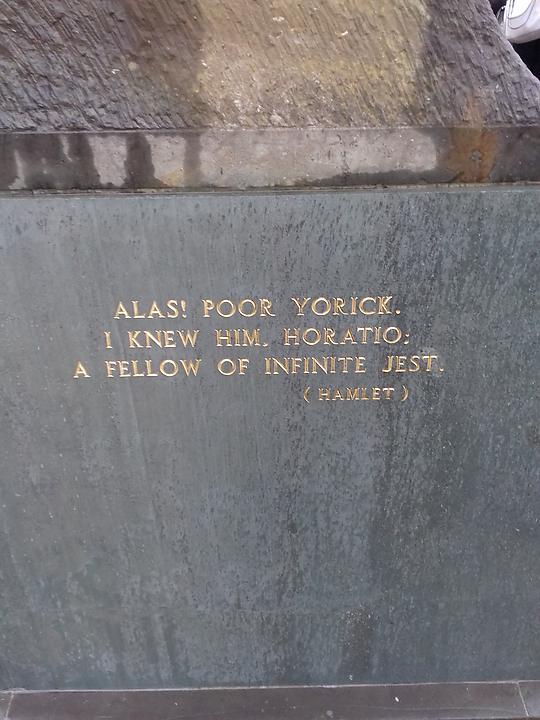 ALAS! POOR YORICK.
I KNEW HIM. HORATIO;
A FELLOW OF INFINITE JEST.
(HAMLET)